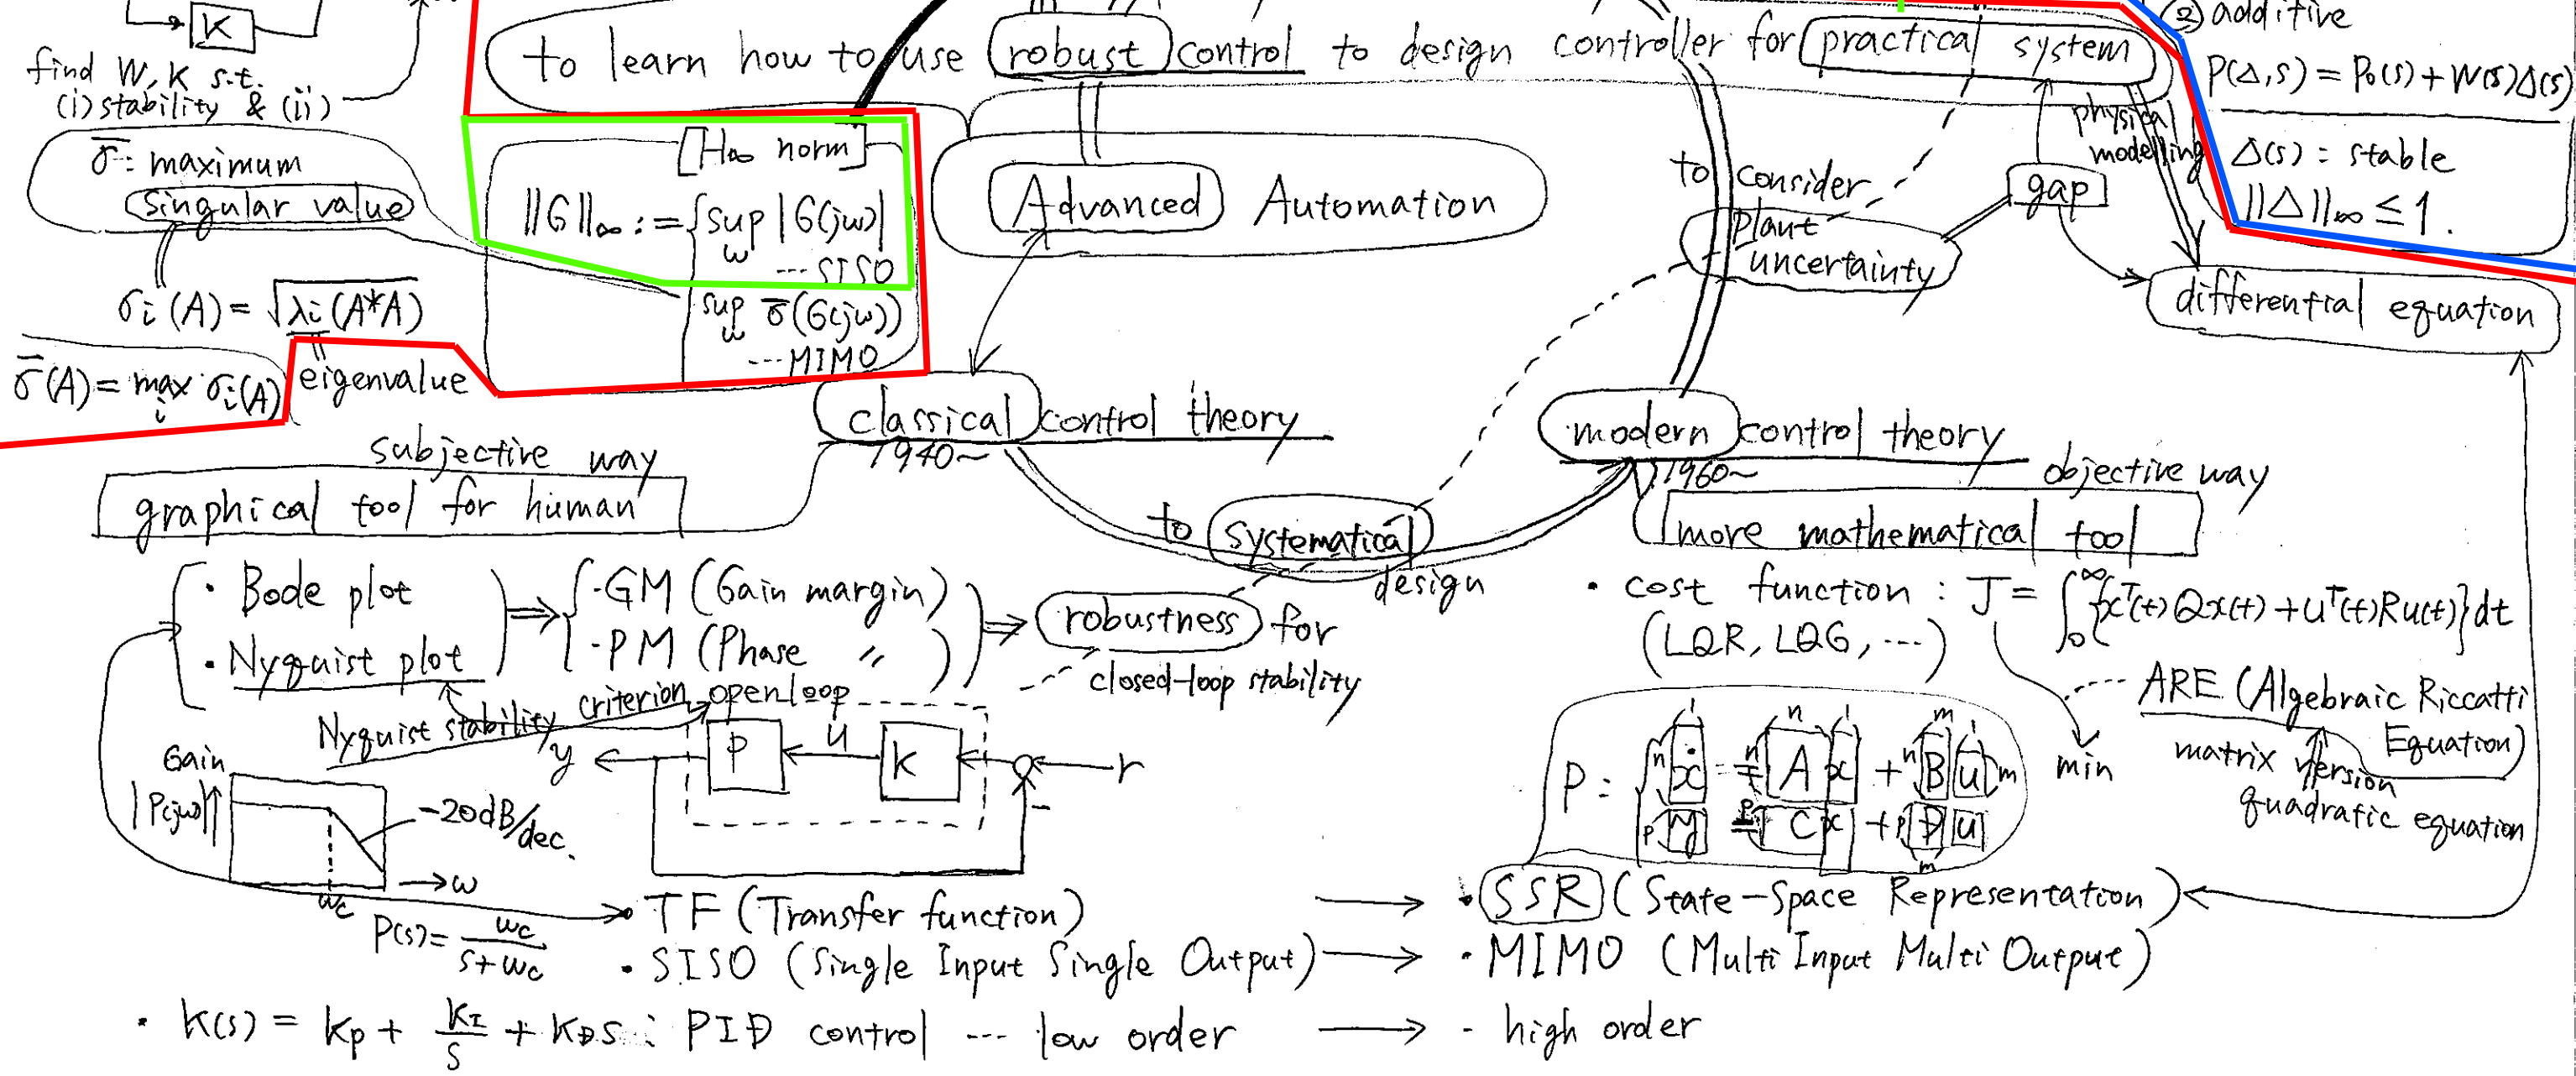 K
find W, K s.t.
(i) stability & (ii)
σ̄ : maximum
singular value
σi (A) = √λi (A*A)
σ̄ (A) = max σi (A)
i
eigenvalue
to learn how to use robust control to design controller for practical system
② additive
P(Δ,s) = P0(s) + W(s)Δ(s)
Δ(s) : stable
||Δ||∞ ≤ 1 .
H∞ norm
||G||∞ := { sup |G(jω)|
ω
--- SISO
sup σ̄(G(jω))
ω
--- MIMO
Advanced Automation
to consider
plant
uncertainty
gap
physical
modelling
differential equation
classical control theory
1940~
modern control theory
1960~
subjective way
graphical tool for human
objective way
more mathematical tool
to systematical
design
· Bode plot
· Nyquist plot
⇒ { · GM (Gain margin)
· PM (Phase 〃 )
⇒ robustness for
closed-loop stability
· cost function : J = ∫0^∞ {x^T(t)Qx(t) + u^T(t)Ru(t)}dt
(LQR, LQG, ...)
min
ARE (Algebraic Riccatti
Equation)
matrix version
quadratic equation
Nyquist stability criterion
open loop
y
P
u
K
r
-
Gain
|P(jω)| ↑
-20dB/dec.
→ω
ωc
P(s) = ωc / (s+ωc)
P : { ẋ = A x + B u
y = C x + D u
n 1 n 1 m 1
n n n m
p p p
m
· TF (Transfer function) → · SSR (State-Space Representation)
· SISO (Single Input Single Output) → · MIMO (Multi Input Multi Output)
· K(s) = KP + KI/s + KDs : PID control --- low order → - high order